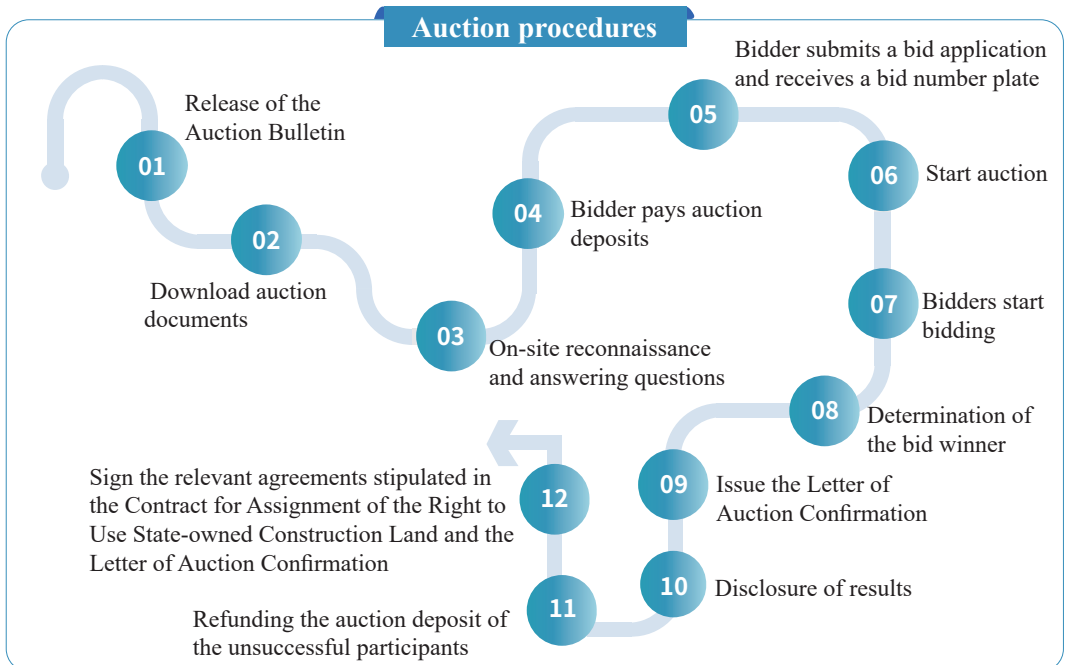 Auction procedures
01
Release of the
Auction Bulletin
02
Download auction
documents
03
On-site reconnaissance
and answering questions
04
Bidder pays auction
deposits
05
Bidder submits a bid application
and receives a bid number plate
06
Start auction
07
Bidders start
bidding
08
Determination of
the bid winner
09
Issue the Letter of
Auction Confirmation
10
Disclosure of results
11
Refunding the auction deposit of
the unsuccessful participants
12
Sign the relevant agreements stipulated in
the Contract for Assignment of the Right to
Use State-owned Construction Land and the
Letter of Auction Confirmation